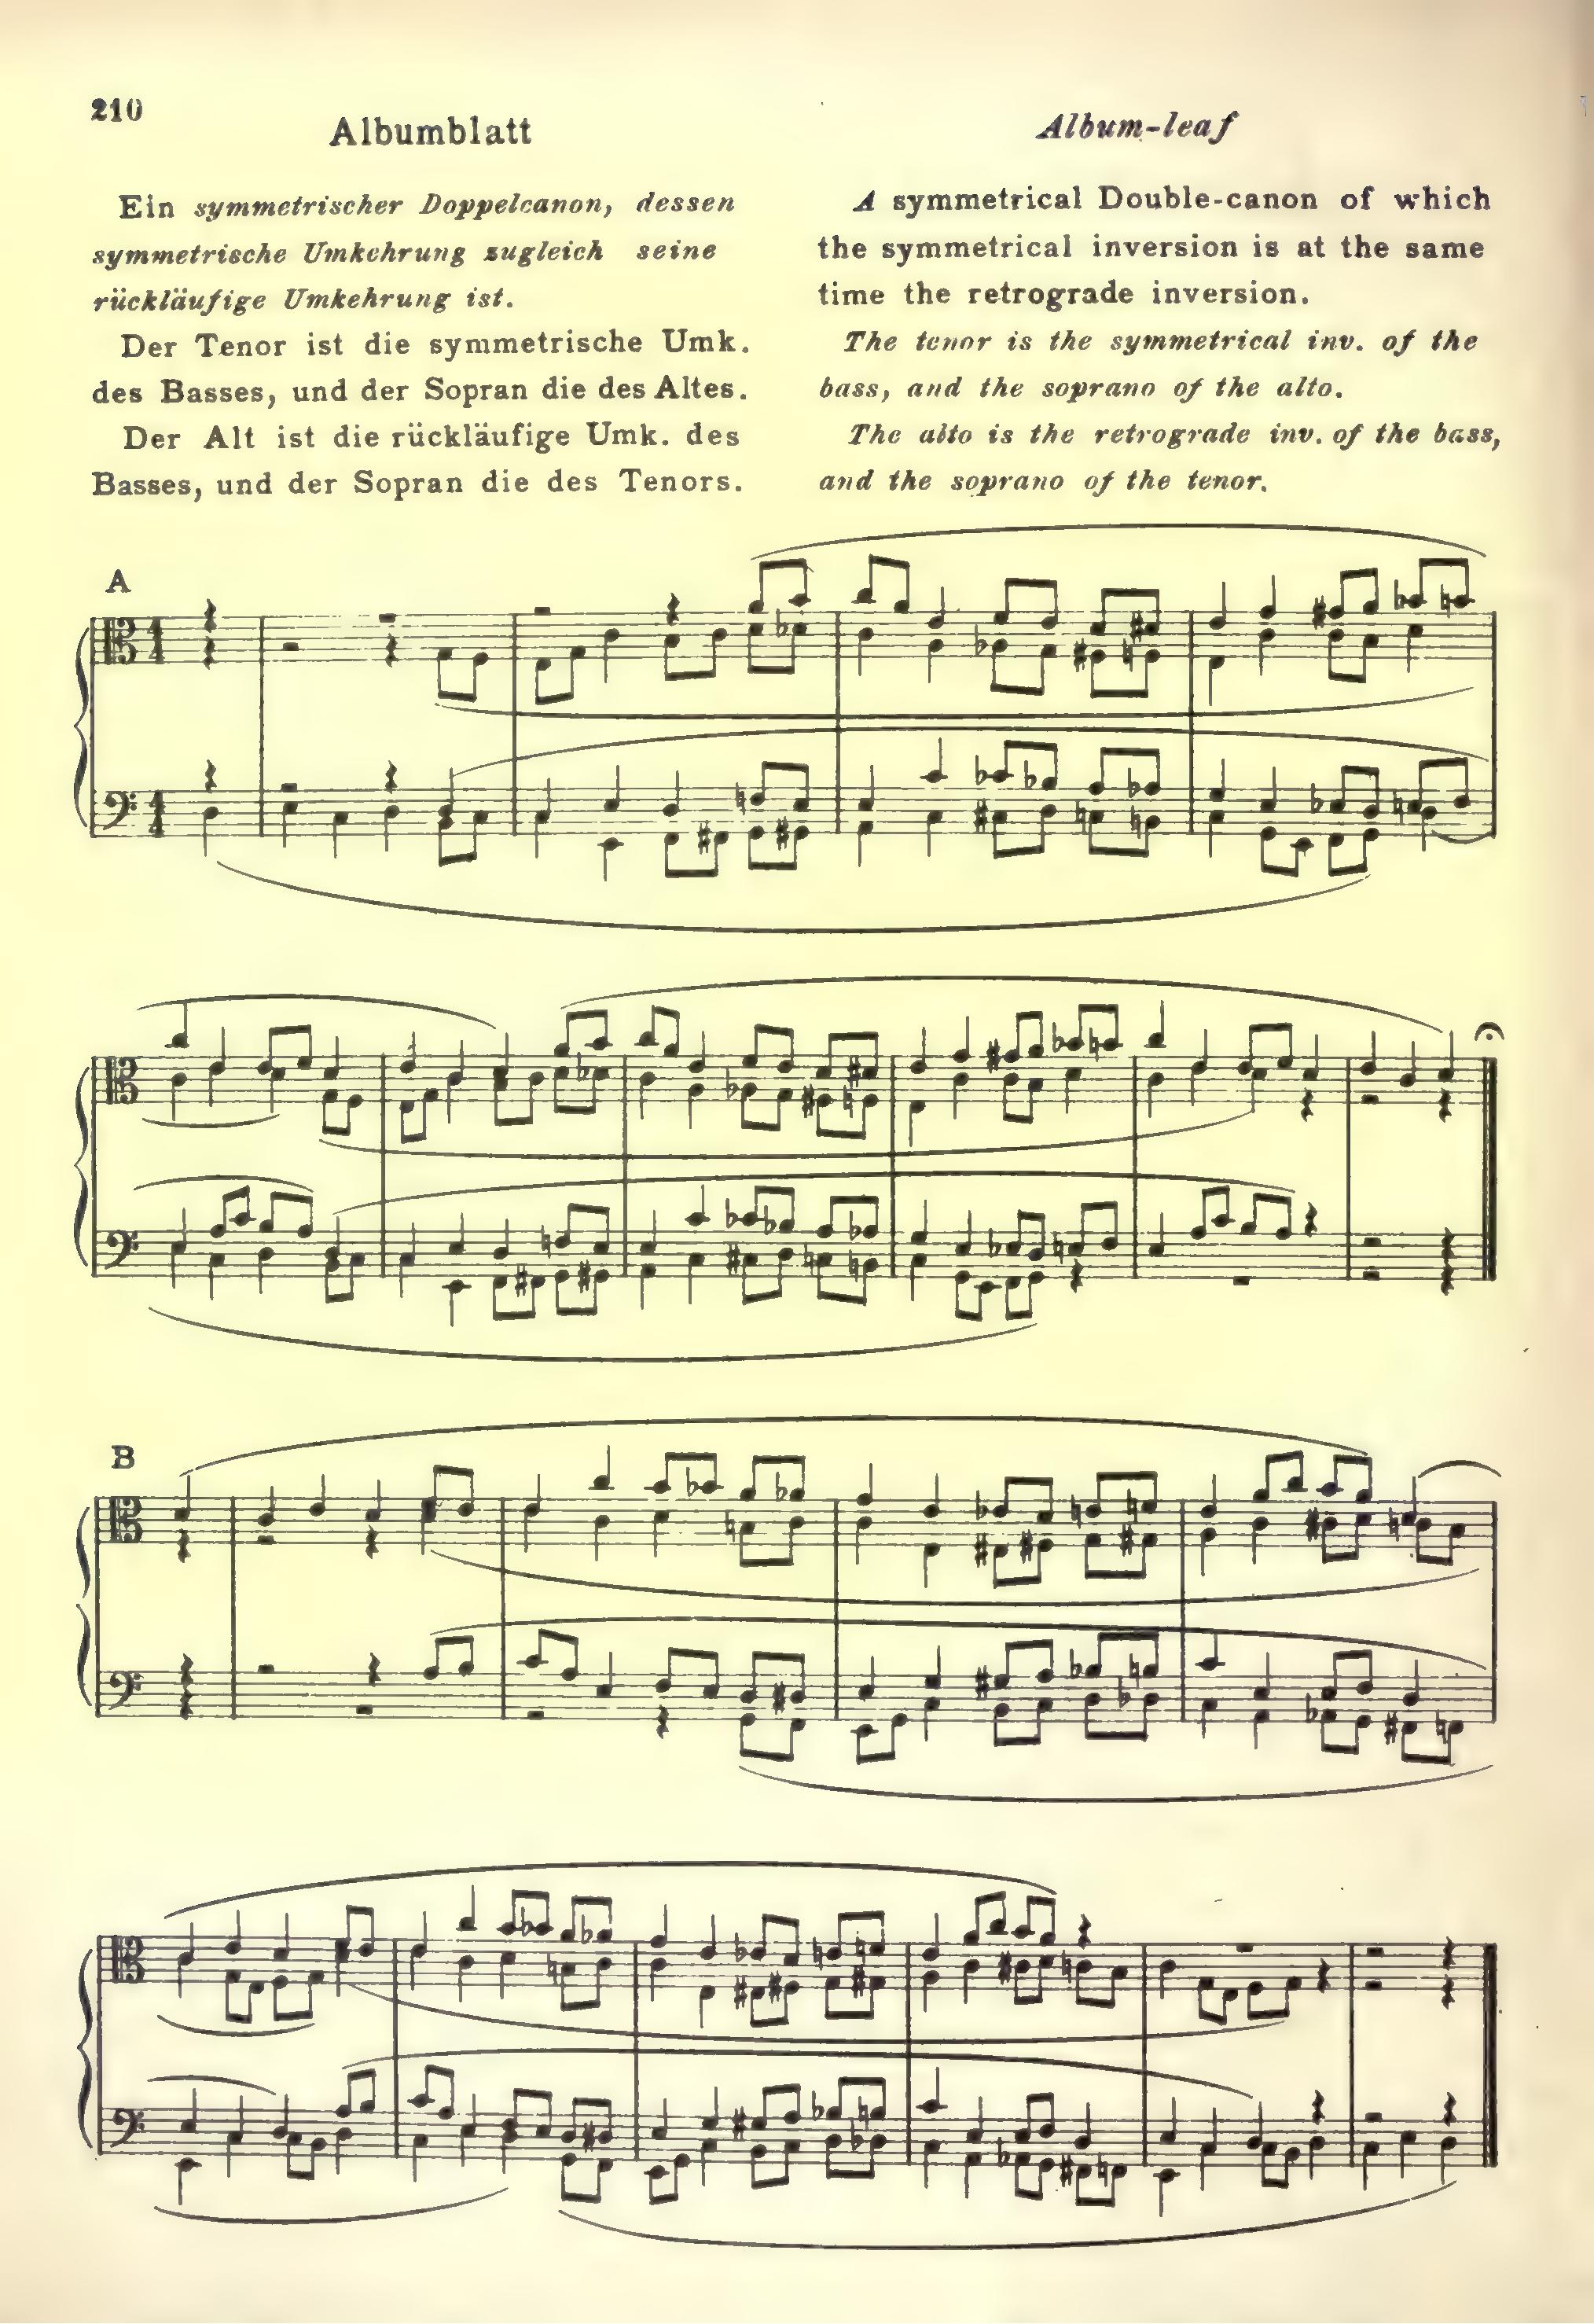 210
Albumblatt
Ein symmetrischer Doppelcanon, dessen
symmetrische Umkehrung zugleich seine
rückläufige Umkehrung ist.
Der Tenor ist die symmetrische Umk.
des Basses, und der Sopran die des Altes.
Der Alt ist die rückläufige Umk. des
Basses, und der Sopran die des Tenors.
Album-leaf
A symmetrical Double-canon of which
the symmetrical inversion is at the same
time the retrograde inversion.
The tenor is the symmetrical inv. of the
bass, and the soprano of the alto.
The alto is the retrograde inv. of the bass,
and the soprano of the tenor.
A
4
4
4
4
B